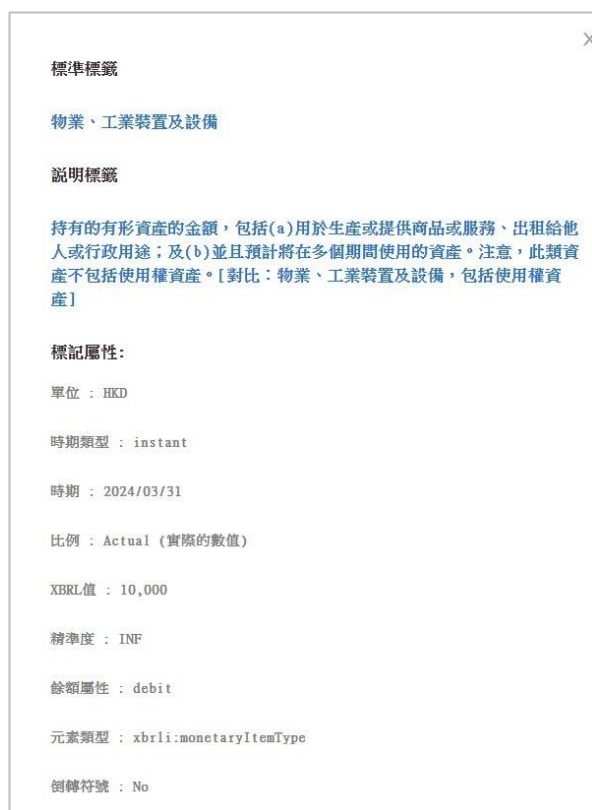 標準標籤
物業、工業裝置及設備
説明標籤
持有的有形資產的金額，包括(a)用於生產或提供商品或服務、出租給他
人或行政用途；及(b)並且預計將在多個期間使用的資產。注意，此類資
產不包括使用權資產。[對比：物業、工業裝置及設備，包括使用權資
產]
標記屬性:
單位 : HKD
時期類型 : instant
時期 : 2024/03/31
比例 : Actual (實際的數值)
XBRL值 : 10,000
精準度 : INF
餘額屬性 : debit
元素類型 : xbrli:monetaryItemType
倒轉符號 : No